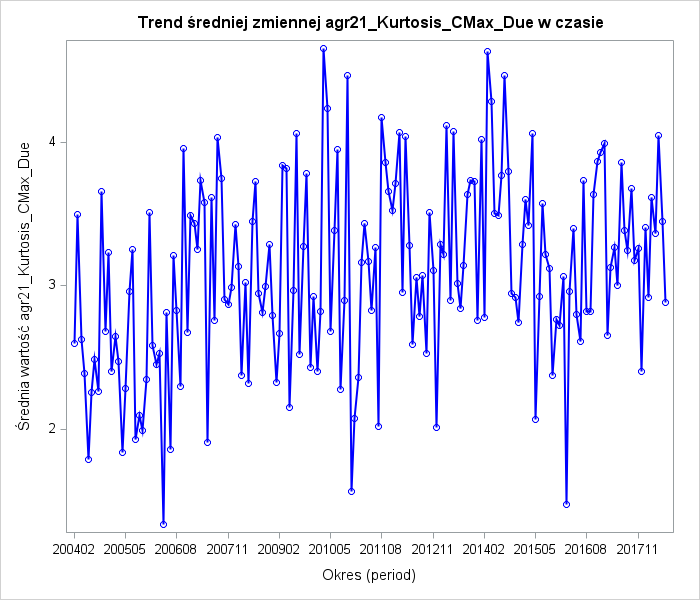 Trend średniej zmiennej agr21_Kurtosis_CMax_Due w czasie
Średnia wartość agr21_Kurtosis_CMax_Due
4
3
2
200402 200505 200608 200711 200902 201005 201108 201211 201402 201505 201608 201711
Okres (period)